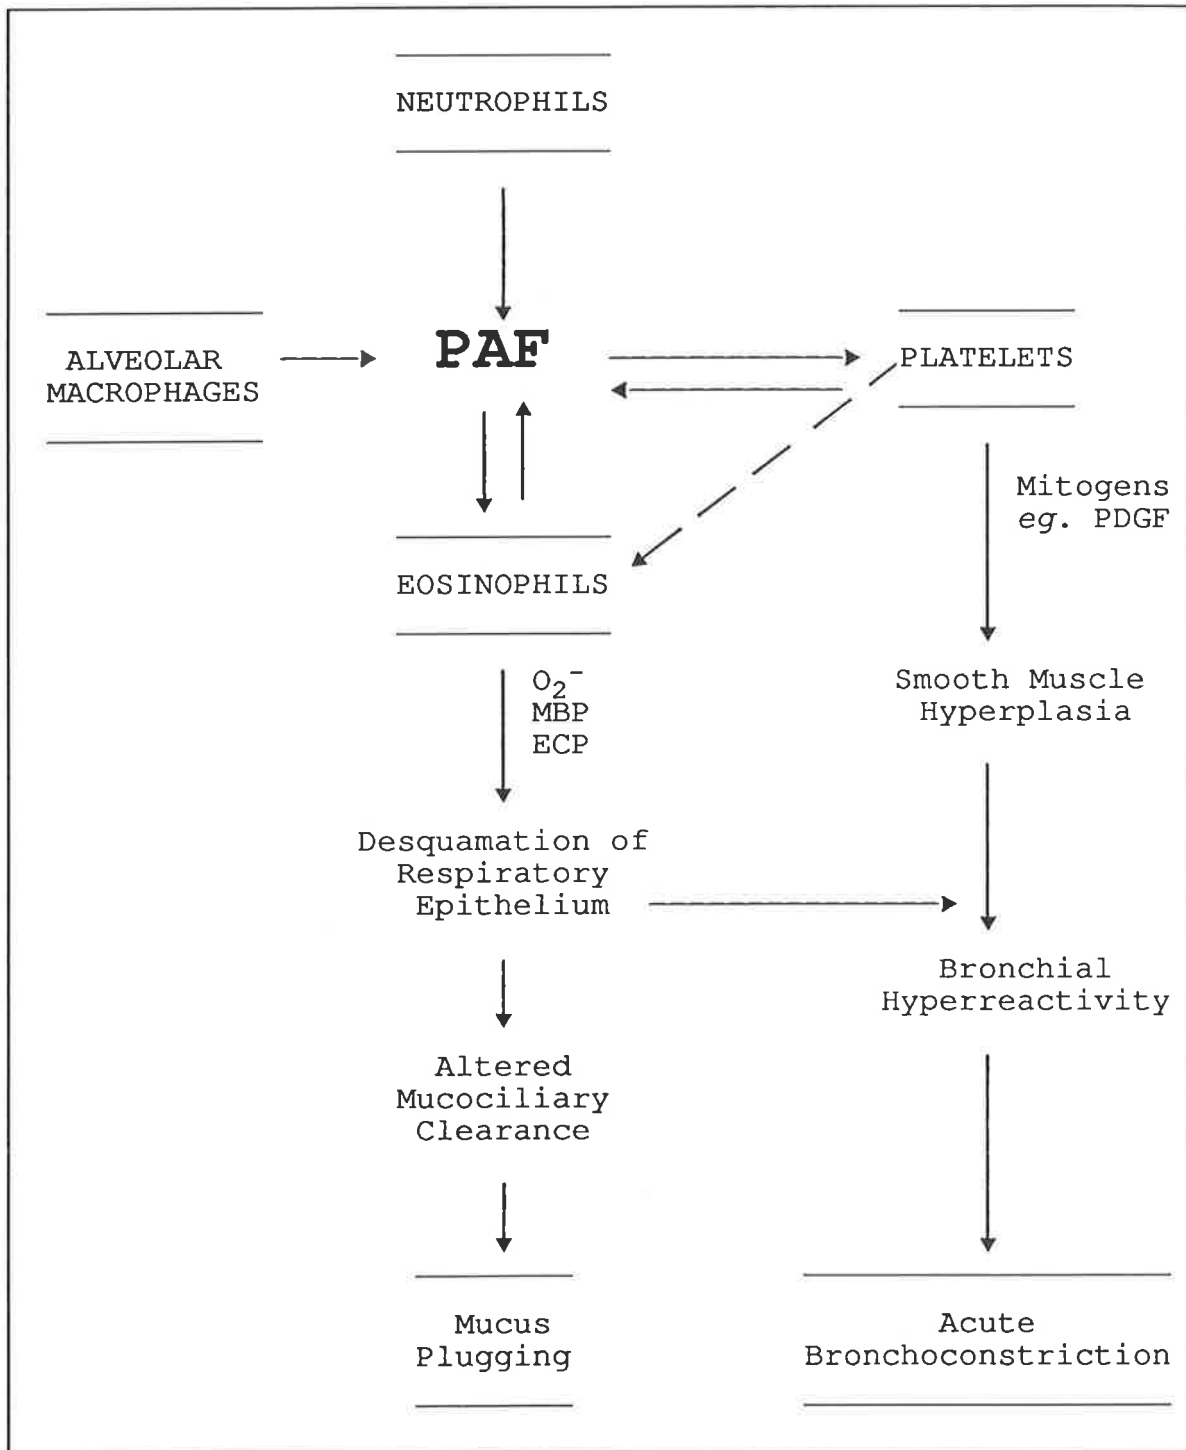 NEUTROPHILS
ALVEOLAR
MACROPHAGES
PAF
PLATELETS
Mitogens
eg. PDGF
EOSINOPHILS
O₂⁻
MBP
ECP
Smooth Muscle
Hyperplasia
Desquamation of
Respiratory
Epithelium
Bronchial
Hyperreactivity
Altered
Mucociliary
Clearance
Mucus
Plugging
Acute
Bronchoconstriction